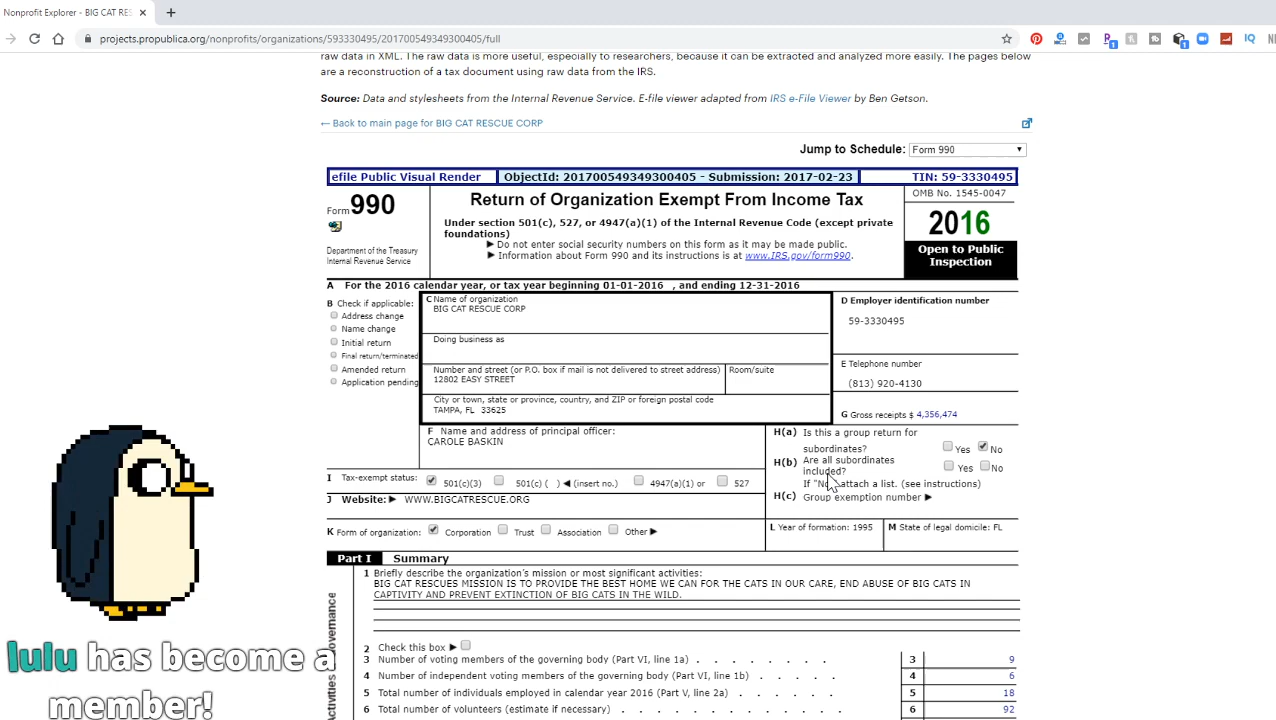 Nonprofit Explorer - BIG CAT RES
projects.propublica.org/nonprofits/organizations/593330495/201700549349300405/full
raw data in XML. The raw data is more useful, especially to researchers, because it can be extracted and analyzed more easily. The pages below
are a reconstruction of a tax document using raw data from the IRS.
Source: Data and stylesheets from the Internal Revenue Service. E-file viewer adapted from IRS e-File Viewer by Ben Getson.
← Back to main page for BIG CAT RESCUE CORP
Jump to Schedule: Form 990
efile Public Visual Render ObjectId: 201700549349300405 - Submission: 2017-02-23 TIN: 59-3330495
Form 990
Department of the Treasury
Internal Revenue Service
Return of Organization Exempt From Income Tax
Under section 501(c), 527, or 4947(a)(1) of the Internal Revenue Code (except private
foundations)
▶ Do not enter social security numbers on this form as it may be made public.
▶ Information about Form 990 and its instructions is at www.IRS.gov/form990.
OMB No. 1545-0047
2016
Open to Public
Inspection
A For the 2016 calendar year, or tax year beginning 01-01-2016 , and ending 12-31-2016
B Check if applicable:
Address change
Name change
Initial return
Final return/terminated
Amended return
Application pending
C Name of organization
BIG CAT RESCUE CORP
Doing business as
Number and street (or P.O. box if mail is not delivered to street address) Room/suite
12802 EASY STREET
City or town, state or province, country, and ZIP or foreign postal code
TAMPA, FL 33625
D Employer identification number
59-3330495
E Telephone number
(813) 920-4130
G Gross receipts $ 4,356,474
F Name and address of principal officer:
CAROLE BASKIN
H(a) Is this a group return for
subordinates? Yes No
H(b) Are all subordinates
included? Yes No
If "No," attach a list. (see instructions)
H(c) Group exemption number ▶
I Tax-exempt status: 501(c)(3) 501(c) ( ) ◀ (insert no.) 4947(a)(1) or 527
J Website: ▶ WWW.BIGCATRESCUE.ORG
K Form of organization: Corporation Trust Association Other ▶
L Year of formation: 1995 M State of legal domicile: FL
Part I Summary
Activities & Governance
1 Briefly describe the organization's mission or most significant activities:
BIG CAT RESCUES MISSION IS TO PROVIDE THE BEST HOME WE CAN FOR THE CATS IN OUR CARE, END ABUSE OF BIG CATS IN
CAPTIVITY AND PREVENT EXTINCTION OF BIG CATS IN THE WILD.
2 Check this box ▶
3 Number of voting members of the governing body (Part VI, line 1a) . . . . . . . 3 9
4 Number of independent voting members of the governing body (Part VI, line 1b) . . . . . 4 6
5 Total number of individuals employed in calendar year 2016 (Part V, line 2a) . . . . . . 5 18
6 Total number of volunteers (estimate if necessary) . . . . . . . . . . . . 6 92
lulu has become a
member!